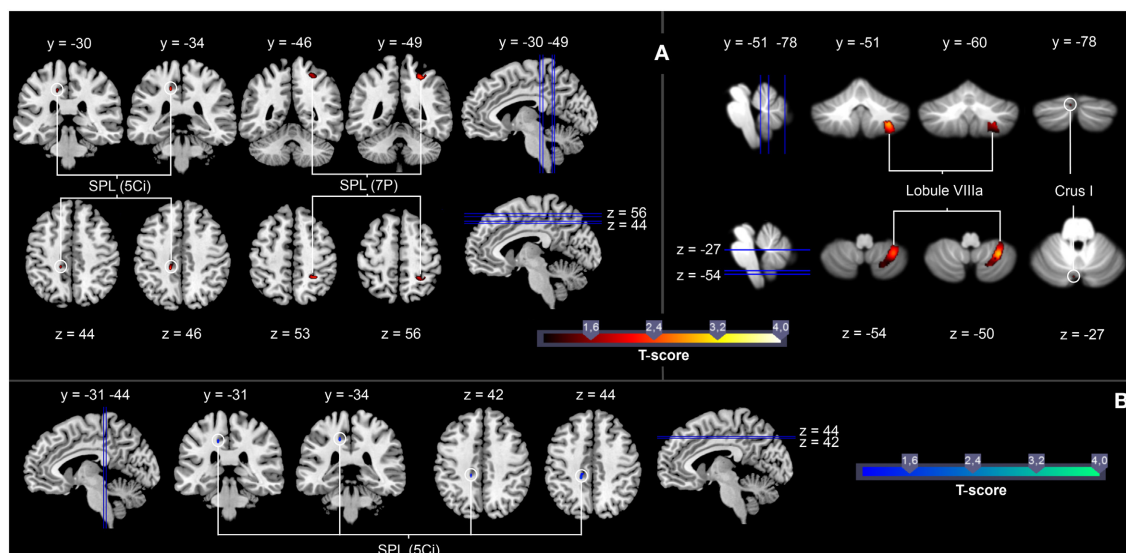 y = -30 y = -34 y = -46 y = -49 y = -30 -49
A
SPL (5Ci) SPL (7P)
z = 56
z = 44
z = 44 z = 46 z = 53 z = 56
y = -51 -78 y = -51 y = -60 y = -78
Lobule VIIIa Crus I
z = -27
z = -54
z = -54 z = -50 z = -27
1,6 2,4 3,2 4,0
T-score
B
y = -31 -44 y = -31 y = -34 z = 42 z = 44
z = 44
z = 42
1,6 2,4 3,2 4,0
T-score
SPL (5Ci)